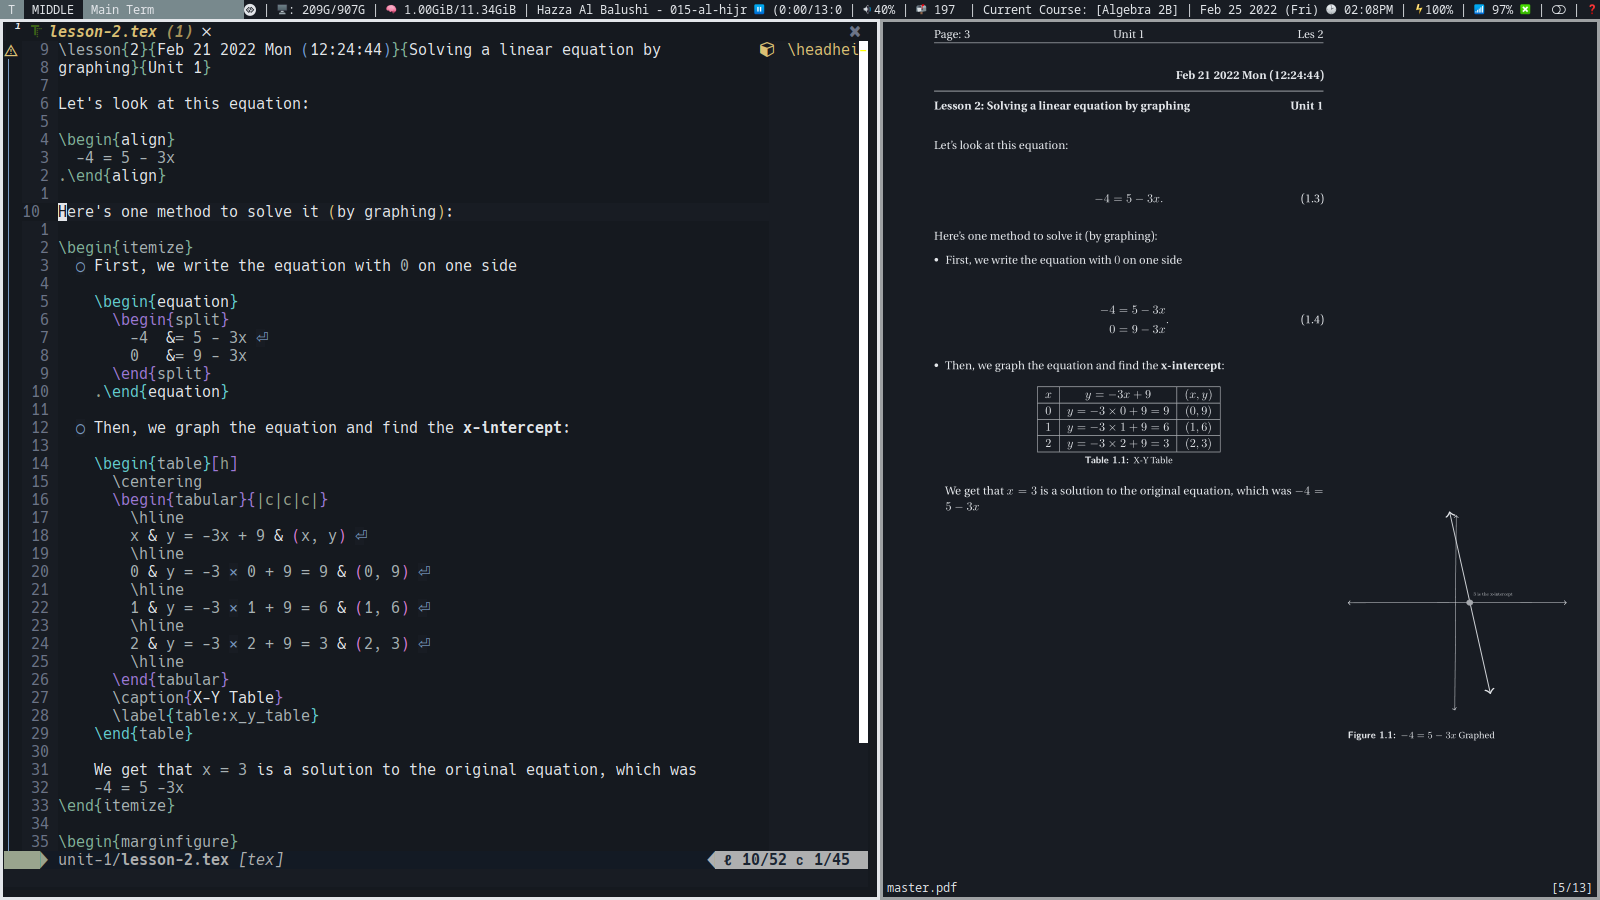 T MIDDLE Main Term : 209G/907G | 1.00GiB/11.34GiB | Hazza Al Balushi - 015-al-hijr (0:00/13:0 | 40% | 197 | Current Course: [Algebra 2B] | Feb 25 2022 (Fri) 02:08PM | 100% | 97% | | ?
1 lesson-2.tex (1) ×
9 \lesson{2}{Feb 21 2022 Mon (12:24:44)}{Solving a linear equation by \headhei
8 graphing}{Unit 1}
7
6 Let's look at this equation:
5
4 \begin{align}
3 -4 = 5 - 3x
2 .\end{align}
1
10 Here's one method to solve it (by graphing):
1
2 \begin{itemize}
3 ○ First, we write the equation with 0 on one side
4
5 \begin{equation}
6 \begin{split}
7 -4 &= 5 - 3x ⏎
8 0 &= 9 - 3x
9 \end{split}
10 .\end{equation}
11
12 ○ Then, we graph the equation and find the x-intercept:
13
14 \begin{table}[h]
15 \centering
16 \begin{tabular}{|c|c|c|}
17 \hline
18 x & y = -3x + 9 & (x, y) ⏎
19 \hline
20 0 & y = -3 × 0 + 9 = 9 & (0, 9) ⏎
21 \hline
22 1 & y = -3 × 1 + 9 = 6 & (1, 6) ⏎
23 \hline
24 2 & y = -3 × 2 + 9 = 3 & (2, 3) ⏎
25 \hline
26 \end{tabular}
27 \caption{X-Y Table}
28 \label{table:x_y_table}
29 \end{table}
30
31 We get that x = 3 is a solution to the original equation, which was
32 -4 = 5 -3x
33 \end{itemize}
34
35 \begin{marginfigure}
unit-1/lesson-2.tex [tex] ℓ 10/52 c 1/45
Page: 3 Unit 1 Les 2
Feb 21 2022 Mon (12:24:44)
Lesson 2: Solving a linear equation by graphing Unit 1
Let's look at this equation:
−4 = 5 − 3x. (1.3)
Here's one method to solve it (by graphing):
• First, we write the equation with 0 on one side
−4 = 5 − 3x
0 = 9 − 3x . (1.4)
• Then, we graph the equation and find the x-intercept:
x y = −3x + 9 (x, y)
0 y = −3 × 0 + 9 = 9 (0, 9)
1 y = −3 × 1 + 9 = 6 (1, 6)
2 y = −3 × 2 + 9 = 3 (2, 3)
Table 1.1: X-Y Table
We get that x = 3 is a solution to the original equation, which was −4 =
5 − 3x
3 is the x-intercept
Figure 1.1: −4 = 5 − 3x Graphed
master.pdf [5/13]